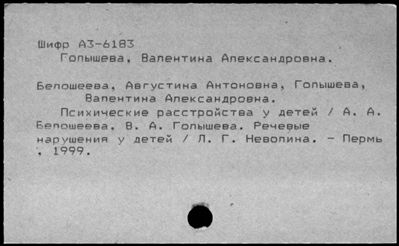 Шифр А3-6183
Голышева, Валентина Александровна.
Белошеева, Августина Антоновна, Голышева,
Валентина Александровна.
Психические расстройства у детей / А. А.
Белошеева, В. А. Голышева. Речевые
нарушения у детей / Л. Г. Неволина. - Пермь
, 1999.